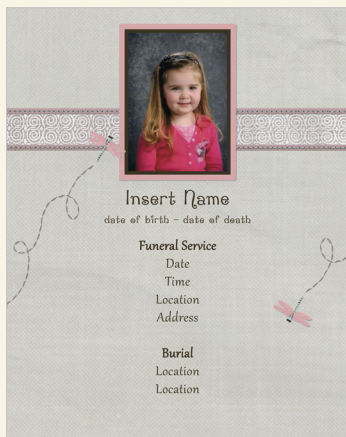 Insert Name
date of birth - date of death
Funeral Service
Date
Time
Location
Address
Burial
Location
Location